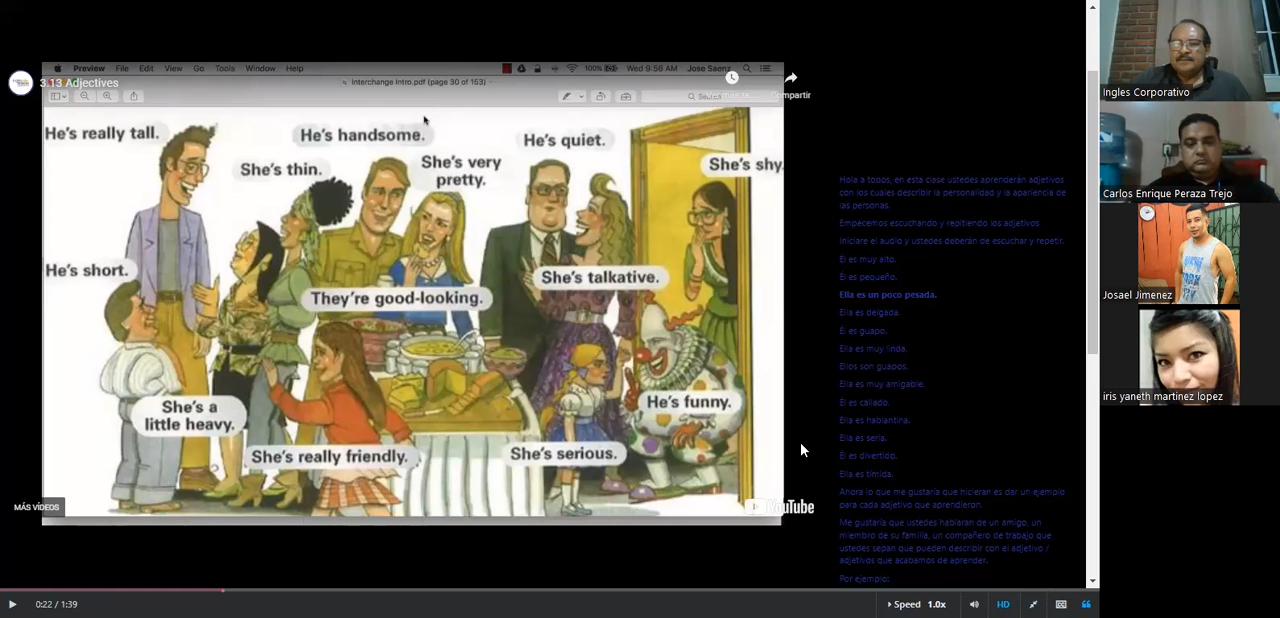 Preview File Edit View Go Tools Window Help
100% Wed 9:56 AM Jose Saenz
3.13 Adjectives
Interchange Intro.pdf (page 30 of 153)
Compartir
He's really tall.
He's handsome.
He's quiet.
She's thin.
She's very
pretty.
She's shy.
He's short.
They're good-looking.
She's talkative.
She's a
little heavy.
He's funny.
She's really friendly.
She's serious.
MÁS VÍDEOS
YouTube
Hola a todos, en esta clase ustedes aprenderán adjetivos
con los cuales describir la personalidad y la apariencia de
las personas.
Empecemos escuchando y repitiendo los adjetivos
Iniciare el audio y ustedes deberán de escuchar y repetir.
Él es muy alto.
Él es pequeño.
Ella es un poco pesada.
Ella es delgada.
Él es guapo.
Ella es muy linda.
Ellos son guapos.
Ella es muy amigable.
Él es callado.
Ella es hablantina.
Ella es seria.
Él es divertido.
Ella es tímida.
Ahora lo que me gustaría que hicieran es dar un ejemplo
para cada adjetivo que aprendieron.
Me gustaría que ustedes hablaran de un amigo, un
miembro de su familia, un compañero de trabajo que
ustedes sepan que pueden describir con el adjetivo /
adjetivos que acabamos de aprender.
Por ejemplo:
0:22 / 1:39
Speed 1.0x
HD
Ingles Corporativo
Carlos Enrique Peraza Trejo
Josael Jimenez
iris yaneth martinez lopez